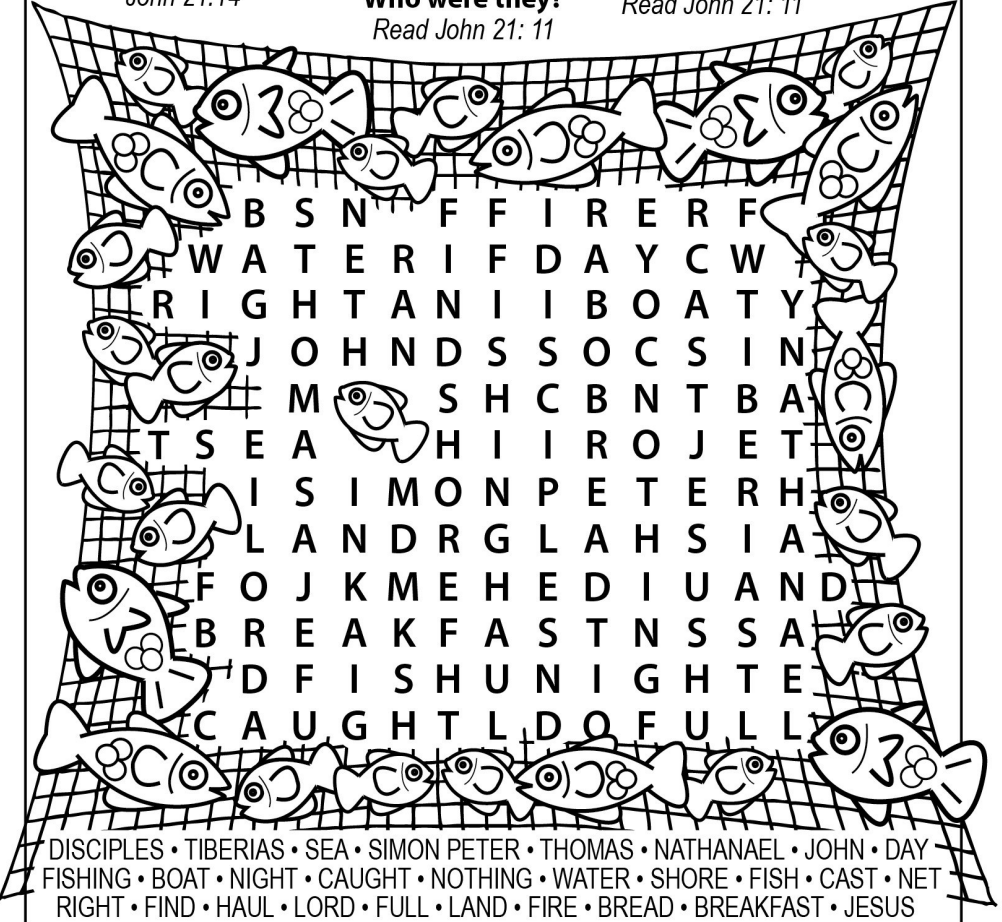 John 21:14
Who were they?
Read John 21: 11
Read John 21: 11
B S N F F I R E R F
W A T E R I F D A Y C W
R I G H T A N I I B O A T Y
J O H N D S S O C S I N
M S H C B N T B A
T S E A H I I R O J E T
I S I M O N P E T E R H
L A N D R G L A H S I A
F O J K M E H E D I U A N D
B R E A K F A S T N S S A
D F I S H U N I G H T E
C A U G H T L D O F U L L
DISCIPLES • TIBERIAS • SEA • SIMON PETER • THOMAS • NATHANAEL • JOHN • DAY
FISHING • BOAT • NIGHT • CAUGHT • NOTHING • WATER • SHORE • FISH • CAST • NET
RIGHT • FIND • HAUL • LORD • FULL • LAND • FIRE • BREAD • BREAKFAST • JESUS